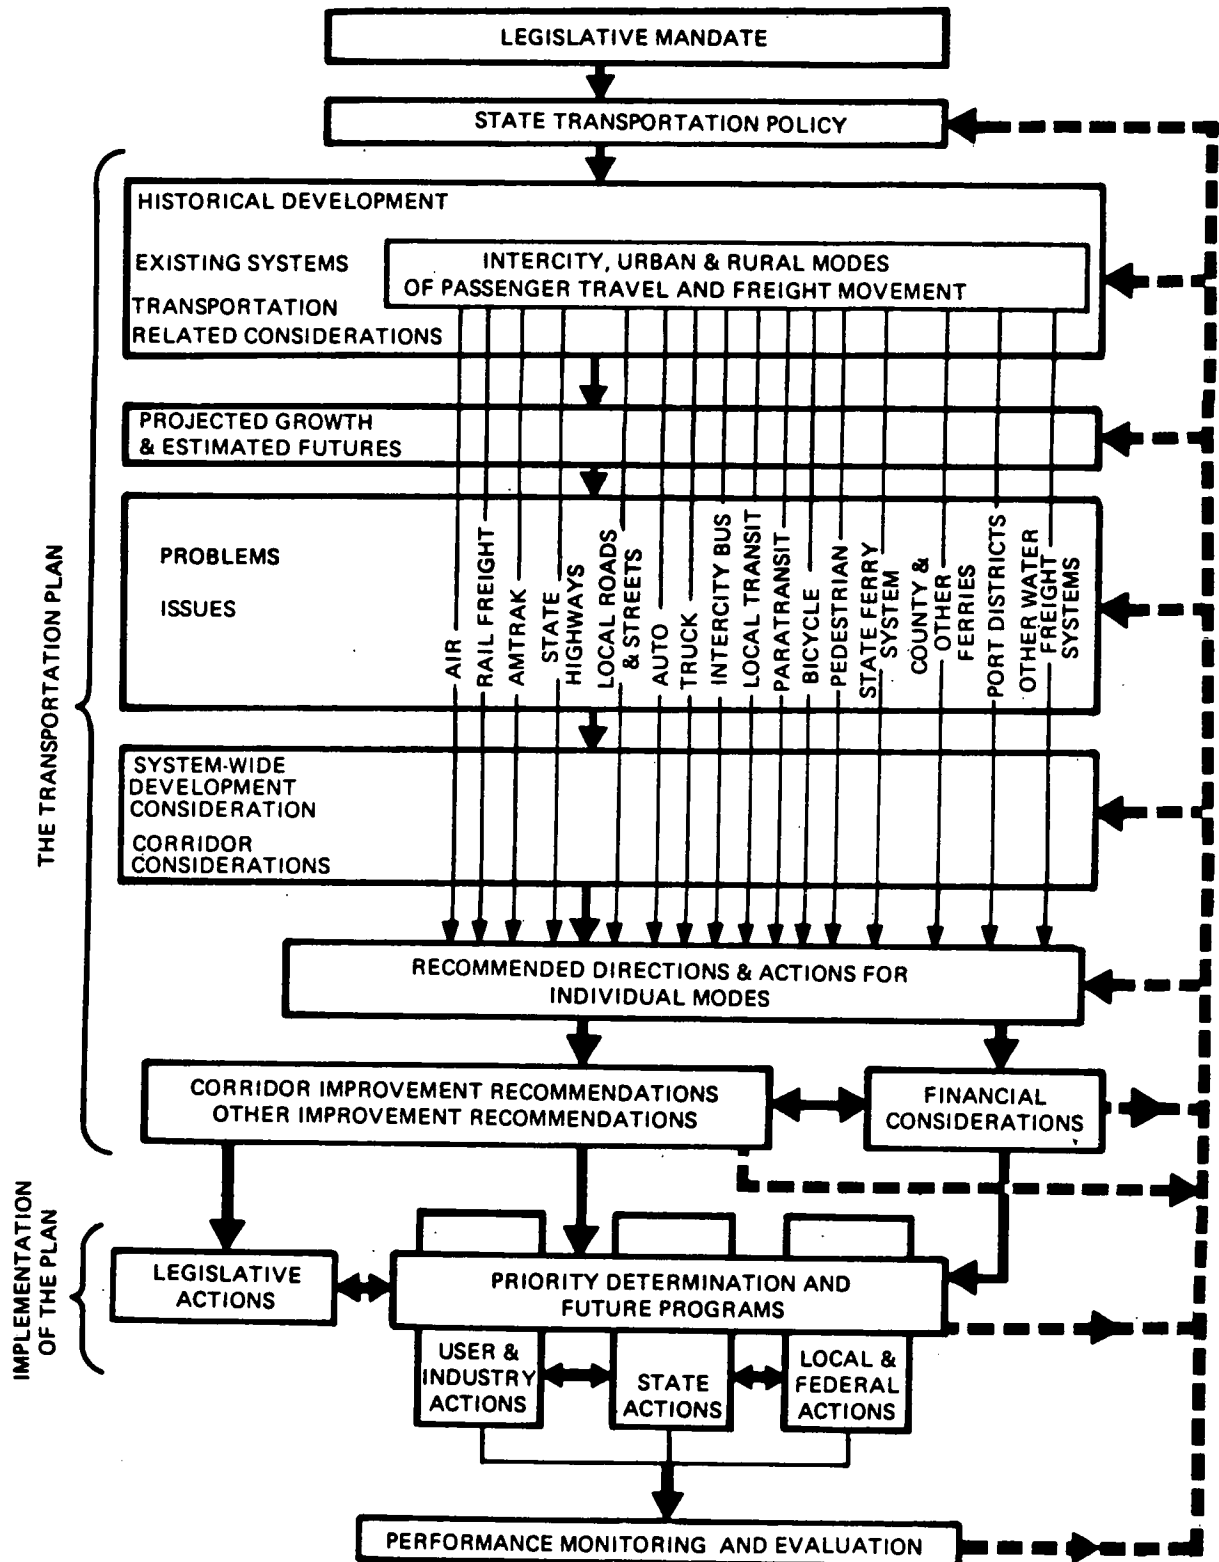 LEGISLATIVE MANDATE
STATE TRANSPORTATION POLICY
HISTORICAL DEVELOPMENT
EXISTING SYSTEMS
TRANSPORTATION
RELATED CONSIDERATIONS
INTERCITY, URBAN & RURAL MODES
OF PASSENGER TRAVEL AND FREIGHT MOVEMENT
PROJECTED GROWTH
& ESTIMATED FUTURES
THE TRANSPORTATION PLAN
PROBLEMS
ISSUES
AIR
RAIL FREIGHT
AMTRAK
STATE
HIGHWAYS
LOCAL ROADS
& STREETS
AUTO
TRUCK
INTERCITY BUS
LOCAL TRANSIT
PARATRANSIT
BICYCLE
PEDESTRIAN
STATE FERRY
SYSTEM
COUNTY &
OTHER
FERRIES
PORT DISTRICTS
OTHER WATER
FREIGHT
SYSTEMS
SYSTEM-WIDE
DEVELOPMENT
CONSIDERATION
CORRIDOR
CONSIDERATIONS
RECOMMENDED DIRECTIONS & ACTIONS FOR
INDIVIDUAL MODES
CORRIDOR IMPROVEMENT RECOMMENDATIONS
OTHER IMPROVEMENT RECOMMENDATIONS
FINANCIAL
CONSIDERATIONS
IMPLEMENTATION
OF THE PLAN
LEGISLATIVE
ACTIONS
PRIORITY DETERMINATION AND
FUTURE PROGRAMS
USER &
INDUSTRY
ACTIONS
STATE
ACTIONS
LOCAL &
FEDERAL
ACTIONS
PERFORMANCE MONITORING AND EVALUATION